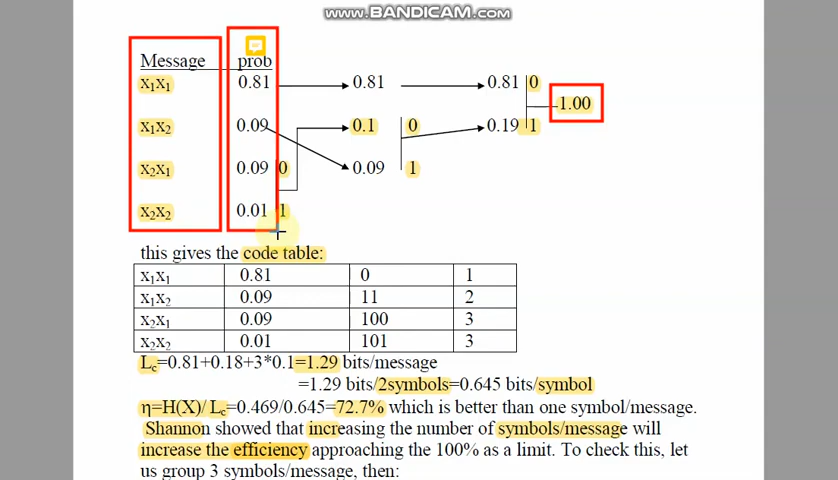 www.BANDICAM.com
Message prob
x₁x₁ 0.81 0.81 0.81 0
1.00
x₁x₂ 0.09 0.1 0 0.19 1
x₂x₁ 0.09 0 0.09 1
x₂x₂ 0.01 1
this gives the code table:
x₁x₁ 0.81 0 1
x₁x₂ 0.09 11 2
x₂x₁ 0.09 100 3
x₂x₂ 0.01 101 3
Lc=0.81+0.18+3*0.1=1.29 bits/message
=1.29 bits/2symbols=0.645 bits/symbol
η=H(X)/ Lc=0.469/0.645=72.7% which is better than one symbol/message.
Shannon showed that increasing the number of symbols/message will
increase the efficiency approaching the 100% as a limit. To check this, let
us group 3 symbols/message, then: